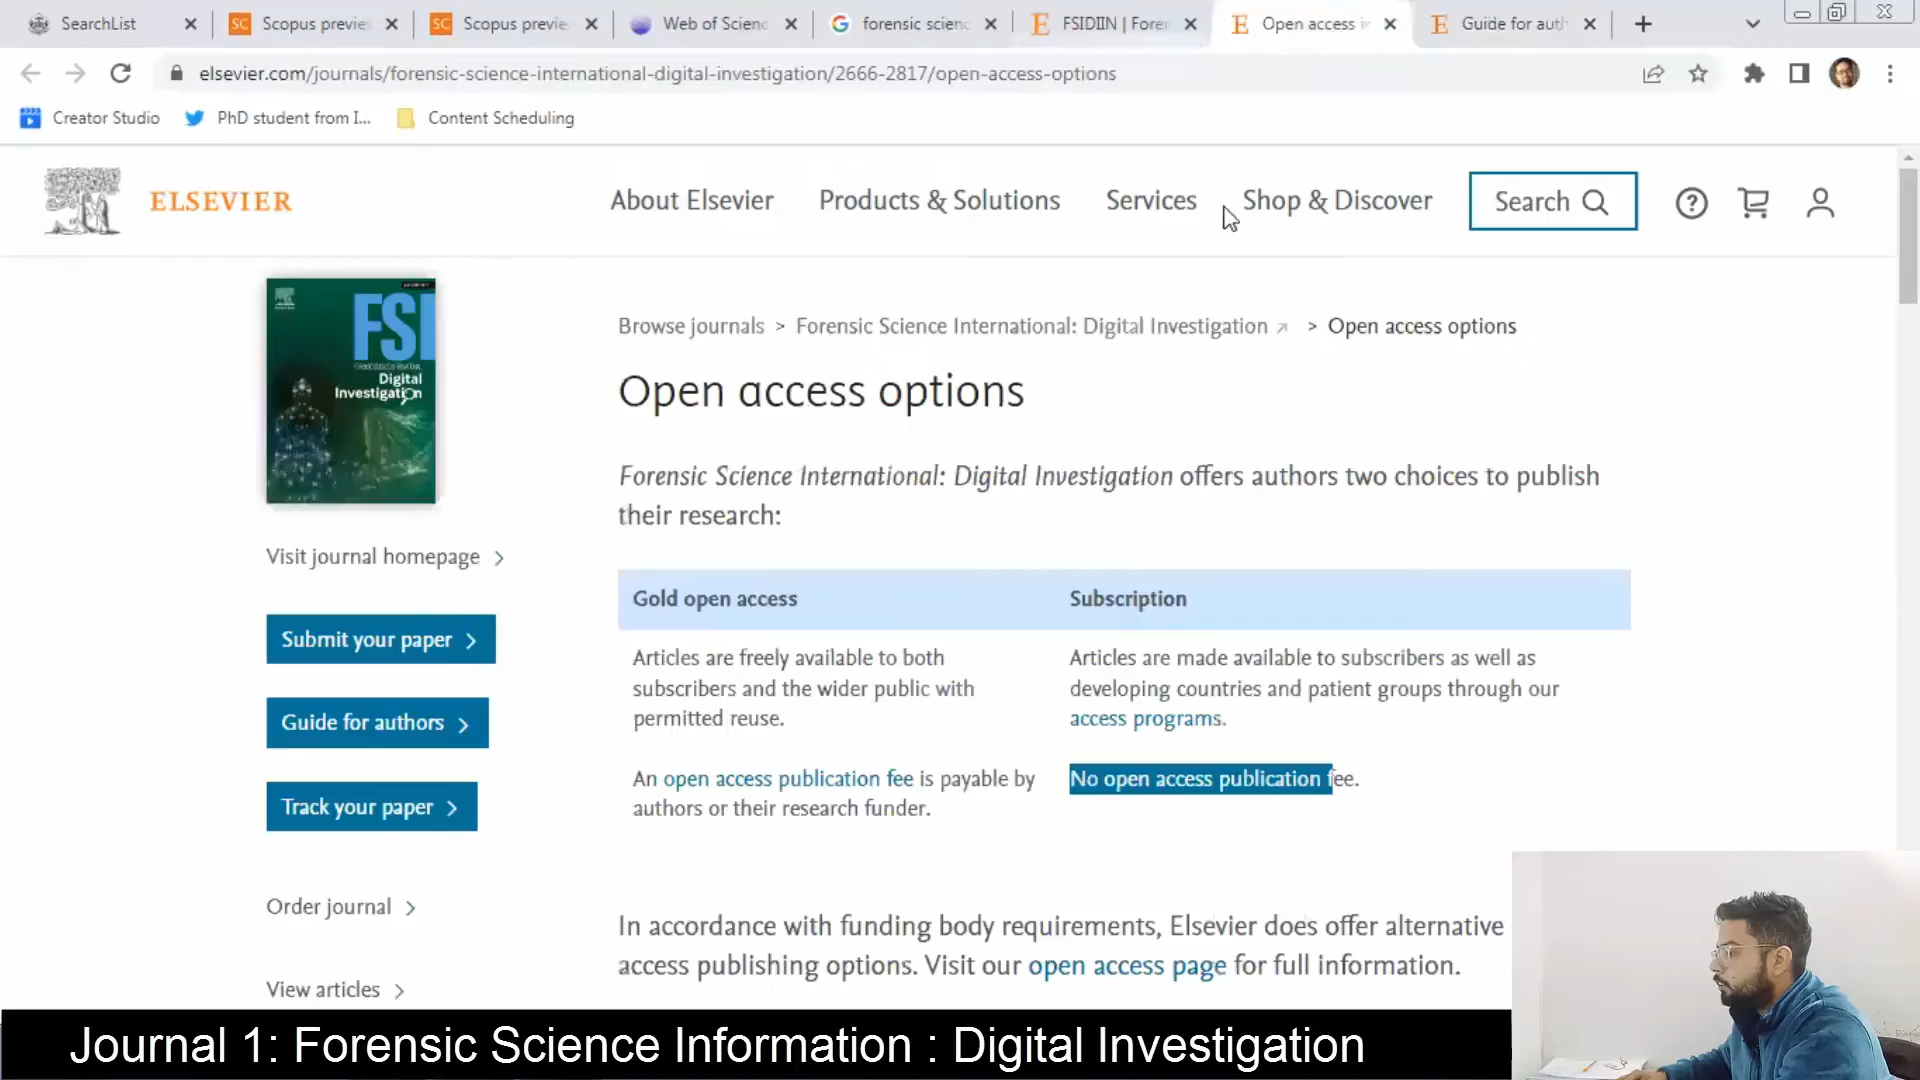 SearchList
Scopus previe
Scopus previe
Web of Scienc
forensic scienc
FSIDIIN | Foren
Open access in
Guide for auth
elsevier.com/journals/forensic-science-international-digital-investigation/2666-2817/open-access-options
Creator Studio
PhD student from I...
Content Scheduling
ELSEVIER
About Elsevier
Products & Solutions
Services
Shop & Discover
Search
FSI
Digital
Investigation
Browse journals > Forensic Science International: Digital Investigation > Open access options
Open access options
Forensic Science International: Digital Investigation offers authors two choices to publish
their research:
Visit journal homepage
Submit your paper
Guide for authors
Track your paper
Order journal
View articles
Gold open access
Subscription
Articles are freely available to both
subscribers and the wider public with
permitted reuse.
Articles are made available to subscribers as well as
developing countries and patient groups through our
access programs.
An open access publication fee is payable by
authors or their research funder.
No open access publication fee.
In accordance with funding body requirements, Elsevier does offer alternative
access publishing options. Visit our open access page for full information.
Journal 1: Forensic Science Information : Digital Investigation